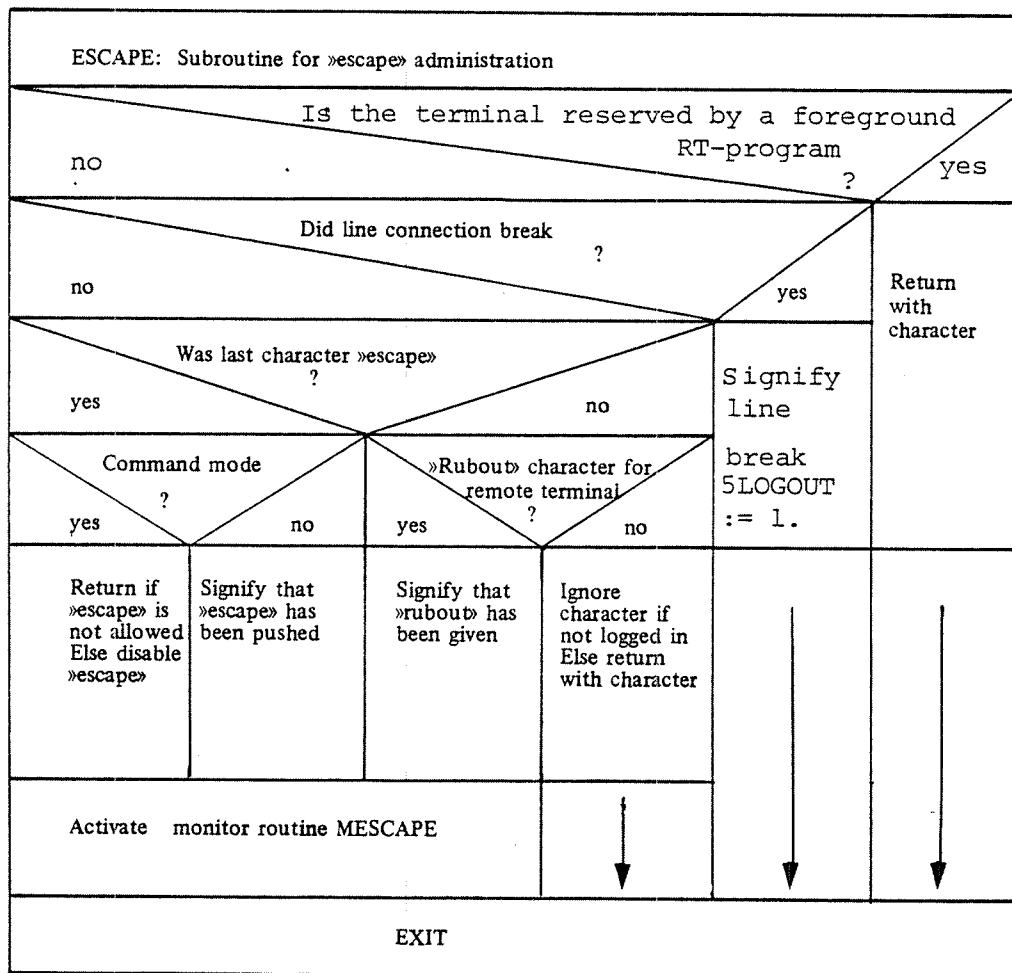 ESCAPE: Subroutine for »escape» administration
Is the terminal reserved by a foreground
RT-program
?
no
yes
Did line connection break
?
no
yes
Return
with
character
Was last character »escape»
?
yes
no
Signify
line
break
5LOGOUT
:= 1.
Command mode
?
yes
no
»Rubout» character for
remote terminal
?
yes
no
Return if
»escape» is
not allowed
Else disable
»escape»
Signify that
»escape» has
been pushed
Signify that
»rubout» has
been given
Ignore
character if
not logged in
Else return
with character
Activate monitor routine MESCAPE
EXIT